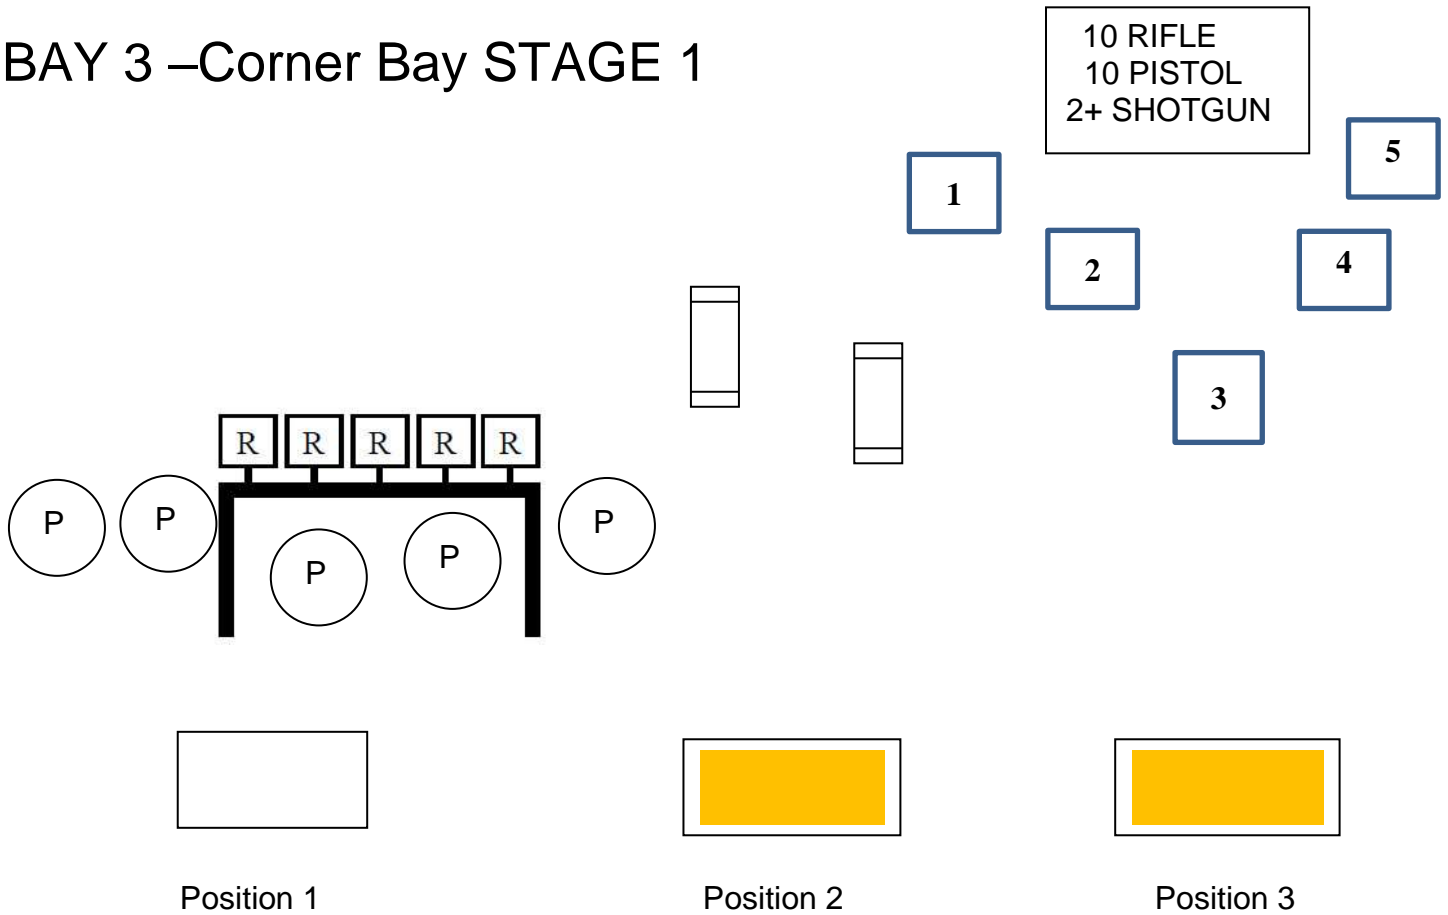 BAY 3 –Corner Bay STAGE 1
10 RIFLE
10 PISTOL
2+ SHOTGUN
5
1
2
4
3
R R R R R
P P P P P
Position 1 Position 2 Position 3